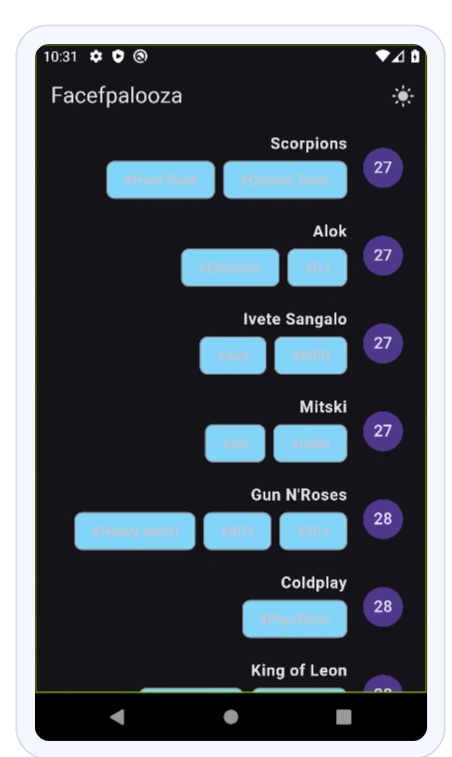 10:31
Facefpalooza
Scorpions
#Hard Rock #Classic Rock
27
Alok
#Eletronic #DJ
27
Ivete Sangalo
#Axé #MPB
27
Mitski
#Alt #Indie
27
Gun N'Roses
#Heavy metal #80's #90's
28
Coldplay
#Pop/Rock
28
King of Leon
28